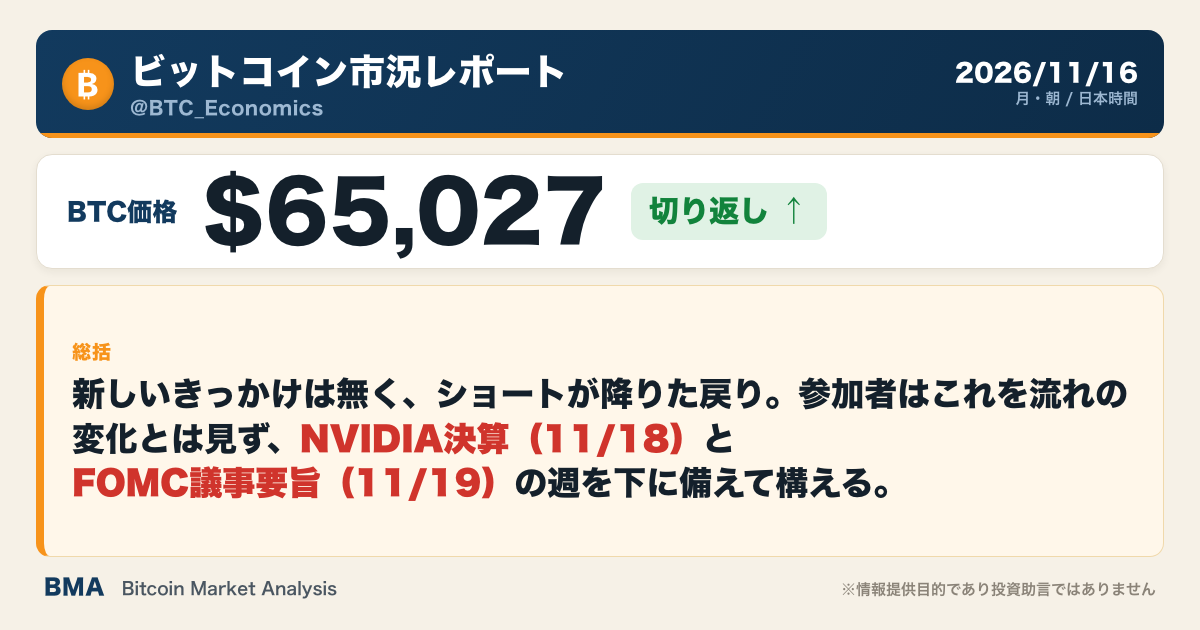 ビットコイン市況レポート
@BTC_Economics
2026/11/16
月・朝 / 日本時間
BTC価格 $65,027 切り返し ↑
総括
新しいきっかけは無く、ショートが降りた戻り。参加者はこれを流れの
変化とは見ず、NVIDIA決算（11/18）と
FOMC議事要旨（11/19）の週を下に備えて構える。
BMA Bitcoin Market Analysis
※情報提供目的であり投資助言ではありません